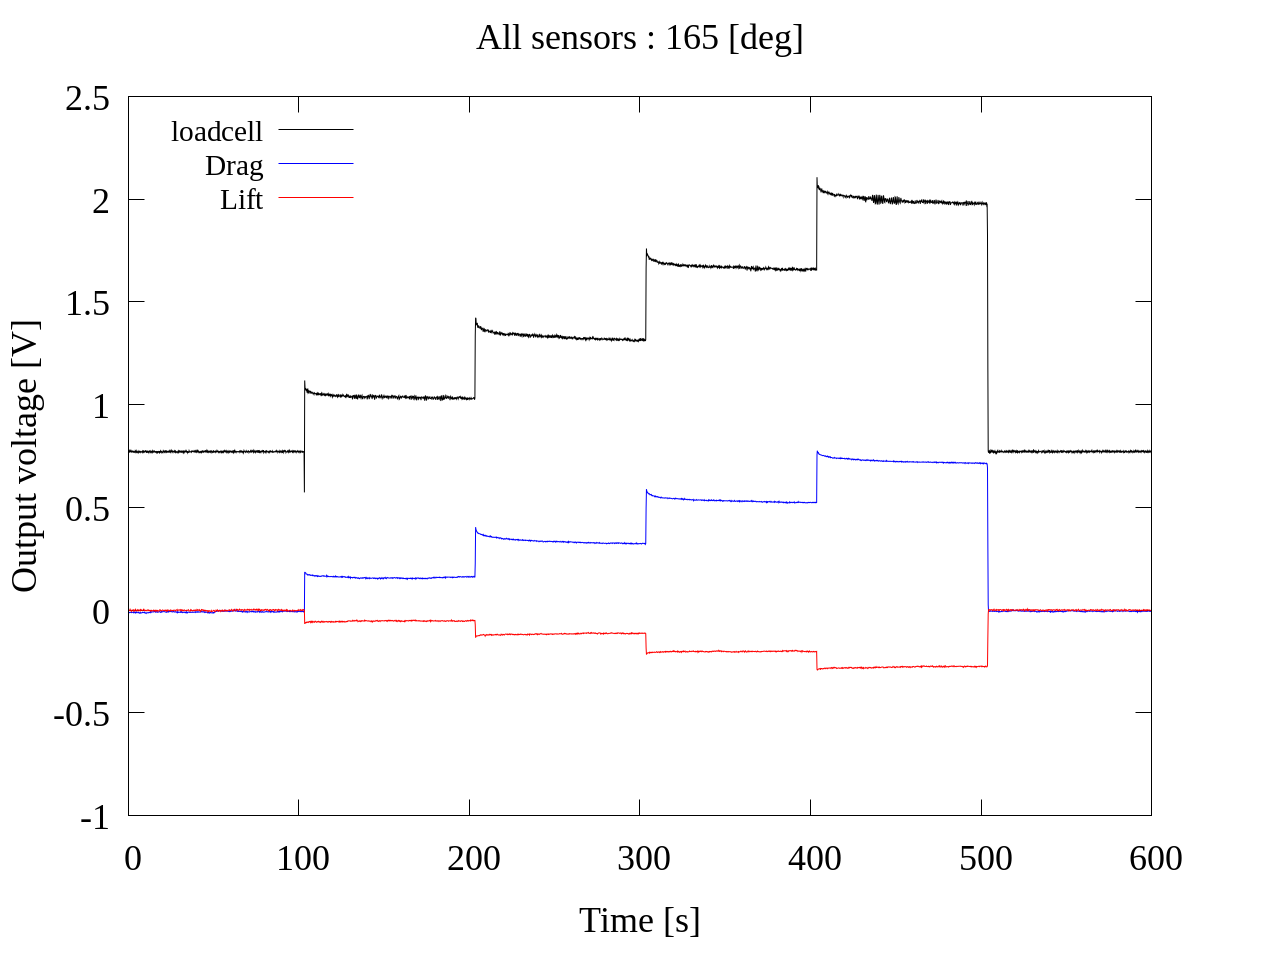 All sensors : 165 [deg]
2.5
2
1.5
1
0.5
0
-0.5
-1
loadcell
Drag
Lift
Output voltage [V]
0 100 200 300 400 500 600
Time [s]